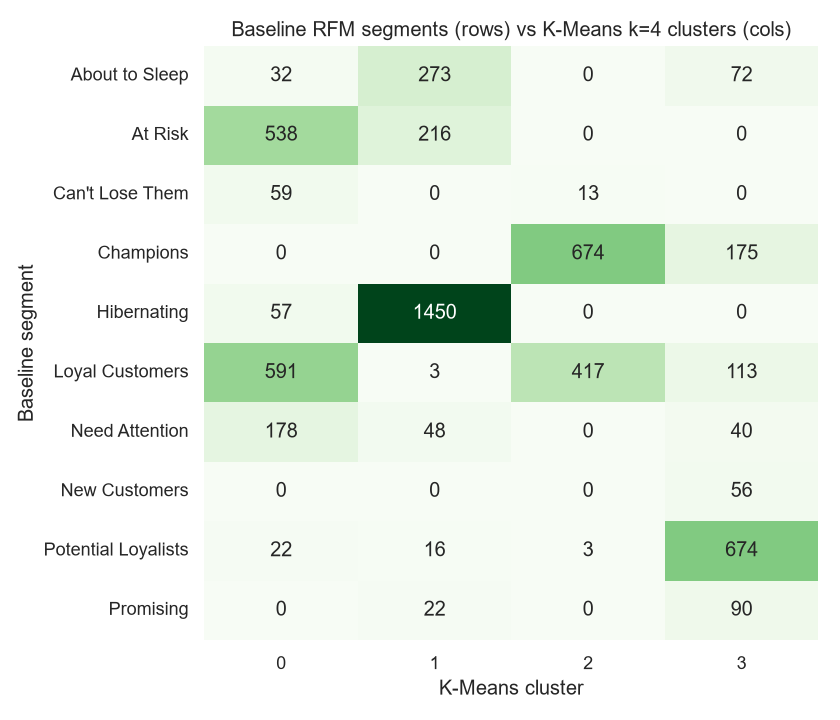 Baseline RFM segments (rows) vs K-Means k=4 clusters (cols)
Baseline segment
About to Sleep 32 273 0 72
At Risk 538 216 0 0
Can't Lose Them 59 0 13 0
Champions 0 0 674 175
Hibernating 57 1450 0 0
Loyal Customers 591 3 417 113
Need Attention 178 48 0 40
New Customers 0 0 0 56
Potential Loyalists 22 16 3 674
Promising 0 22 0 90
0 1 2 3
K-Means cluster